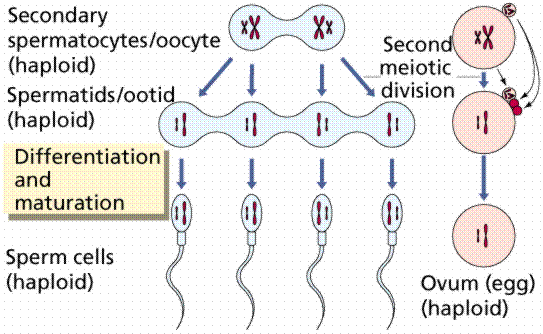 Secondary
spermatocytes/oocyte
(haploid)
Second
meiotic
division
Spermatids/ootid
(haploid)
Differentiation
and
maturation
Sperm cells
(haploid)
Ovum (egg)
(haploid)